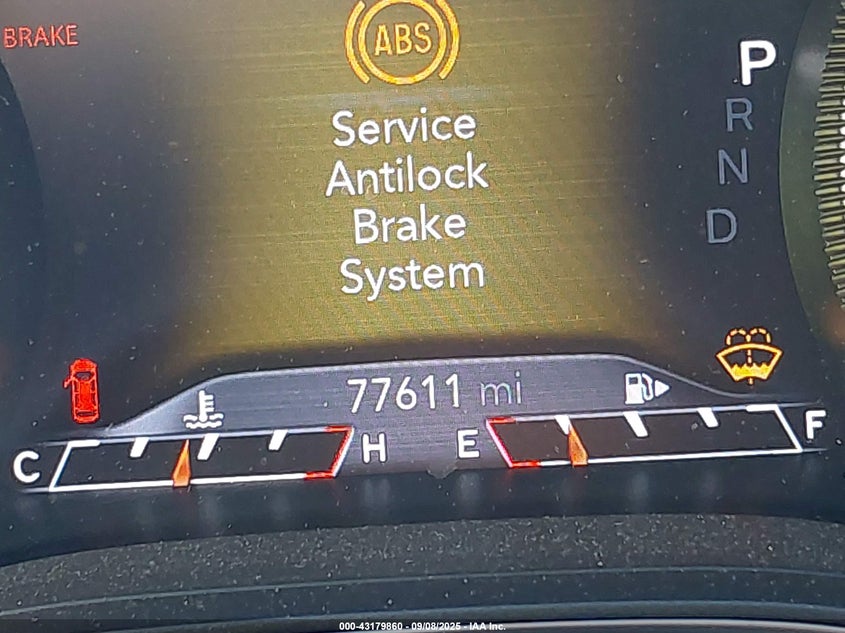 BRAKE
ABS
P
Service
R
Antilock
N
Brake
D
System
77611 mi
C
H
E
F
000-43179860 - 09/08/2025 - IAA Inc.